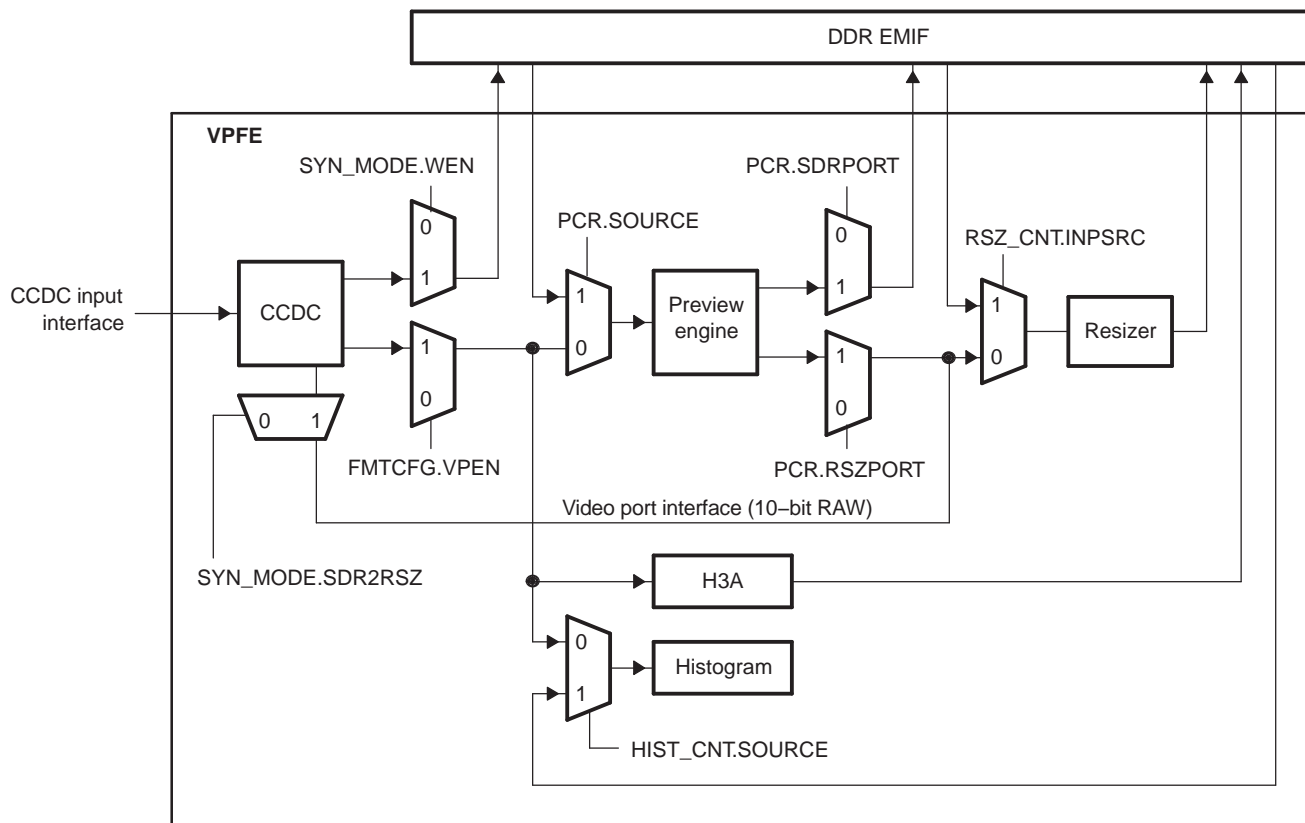 DDR EMIF
VPFE
SYN_MODE.WEN
PCR.SDRPORT
PCR.SOURCE
RSZ_CNT.INPSRC
0
0
1
1
1
1
CCDC input
interface
CCDC
Preview
engine
Resizer
1
0
1
0
0
0
0 1
FMTCFG.VPEN
PCR.RSZPORT
Video port interface (10–bit RAW)
SYN_MODE.SDR2RSZ
H3A
0
Histogram
1
HIST_CNT.SOURCE